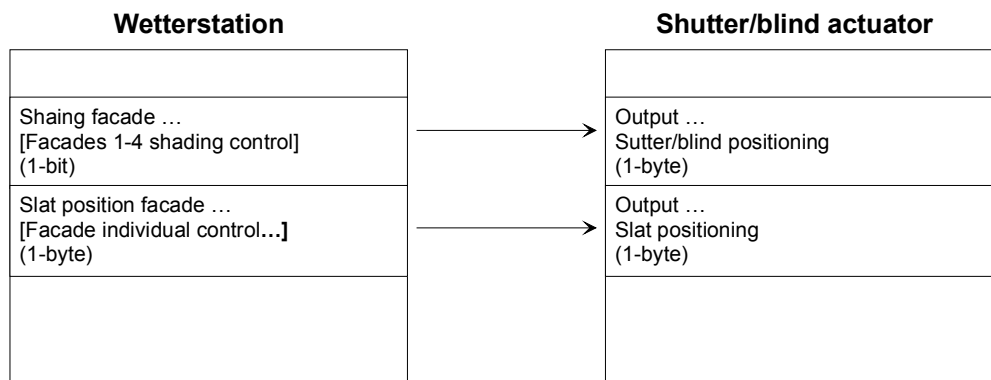 Wetterstation
Shutter/blind actuator
Shaing facade …
[Facades 1-4 shading control]
(1-bit)
Output …
Sutter/blind positioning
(1-byte)
Slat position facade …
[Facade individual control…]
(1-byte)
Output …
Slat positioning
(1-byte)